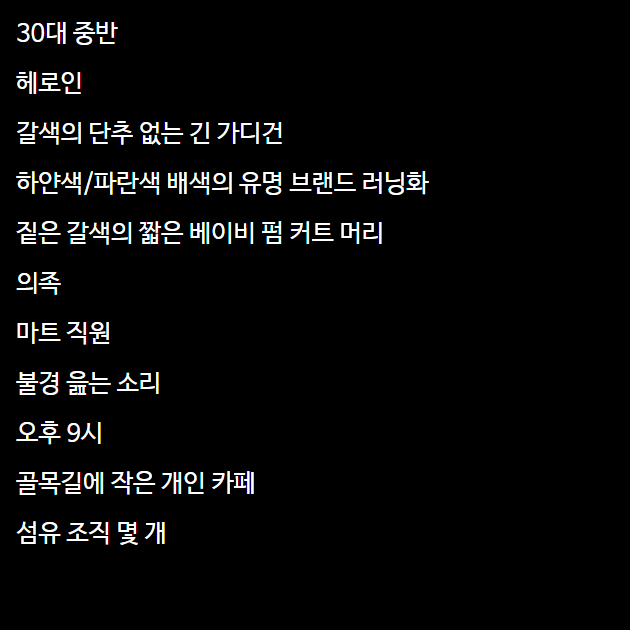 30대 중반
헤로인
갈색의 단추 없는 긴 가디건
하얀색/파란색 배색의 유명 브랜드 러닝화
짙은 갈색의 짧은 베이비 펌 커트 머리
의족
마트 직원
불경 읊는 소리
오후 9시
골목길에 작은 개인 카페
섬유 조직 몇 개